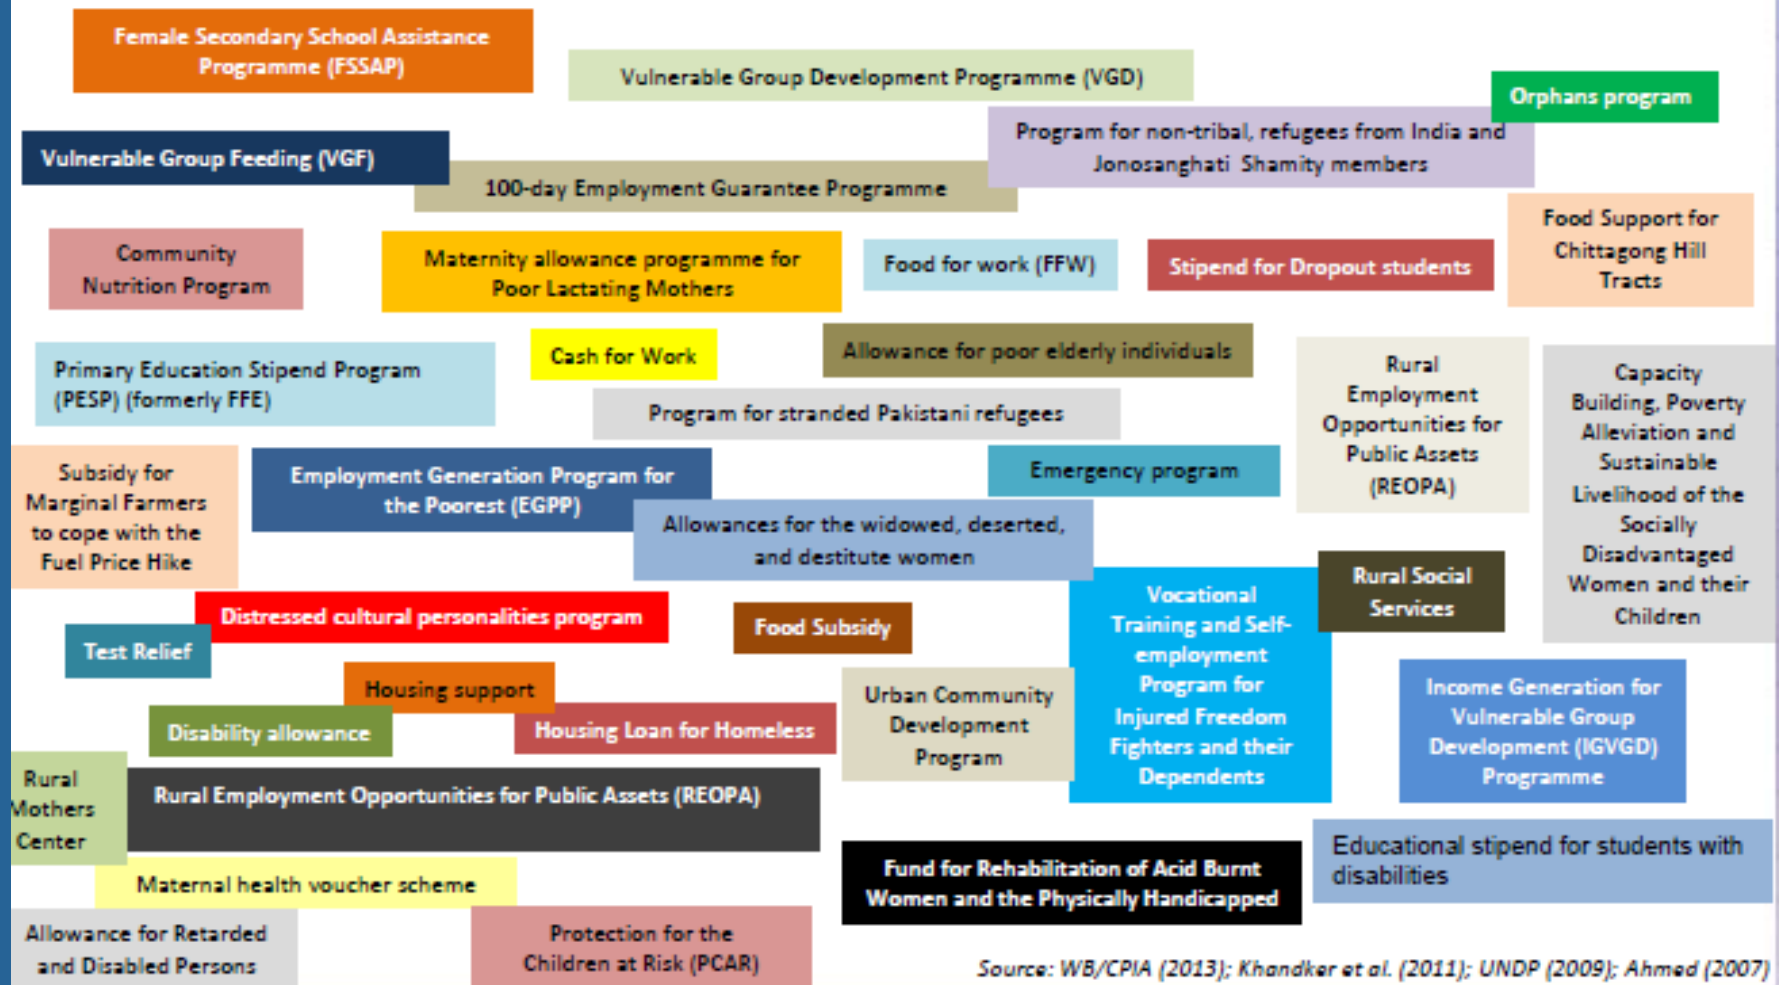 Female Secondary School Assistance
Programme (FSSAP)
Vulnerable Group Development Programme (VGD)
Orphans program
Program for non-tribal, refugees from India and
Jonosanghati Shamity members
Vulnerable Group Feeding (VGF)
100-day Employment Guarantee Programme
Food Support for
Chittagong Hill
Tracts
Community
Nutrition Program
Maternity allowance programme for
Poor Lactating Mothers
Food for work (FFW)
Stipend for Dropout students
Primary Education Stipend Program
(PESP) (formerly FFE)
Cash for Work
Allowance for poor elderly individuals
Rural
Employment
Opportunities for
Public Assets
(REOPA)
Capacity
Building, Poverty
Alleviation and
Sustainable
Livelihood of the
Socially
Disadvantaged
Women and their
Children
Program for stranded Pakistani refugees
Subsidy for
Marginal Farmers
to cope with the
Fuel Price Hike
Employment Generation Program for
the Poorest (EGPP)
Emergency program
Allowances for the widowed, deserted,
and destitute women
Rural Social
Services
Vocational
Training and Self-
employment
Program for
Injured Freedom
Fighters and their
Dependents
Distressed cultural personalities program
Food Subsidy
Test Relief
Housing support
Urban Community
Development
Program
Income Generation for
Vulnerable Group
Development (IGVGD)
Programme
Disability allowance
Housing Loan for Homeless
Rural
Mothers
Center
Rural Employment Opportunities for Public Assets (REOPA)
Educational stipend for students with
disabilities
Fund for Rehabilitation of Acid Burnt
Women and the Physically Handicapped
Maternal health voucher scheme
Allowance for Retarded
and Disabled Persons
Protection for the
Children at Risk (PCAR)
Source: WB/CPIA (2013); Khandker et al. (2011); UNDP (2009); Ahmed (2007)